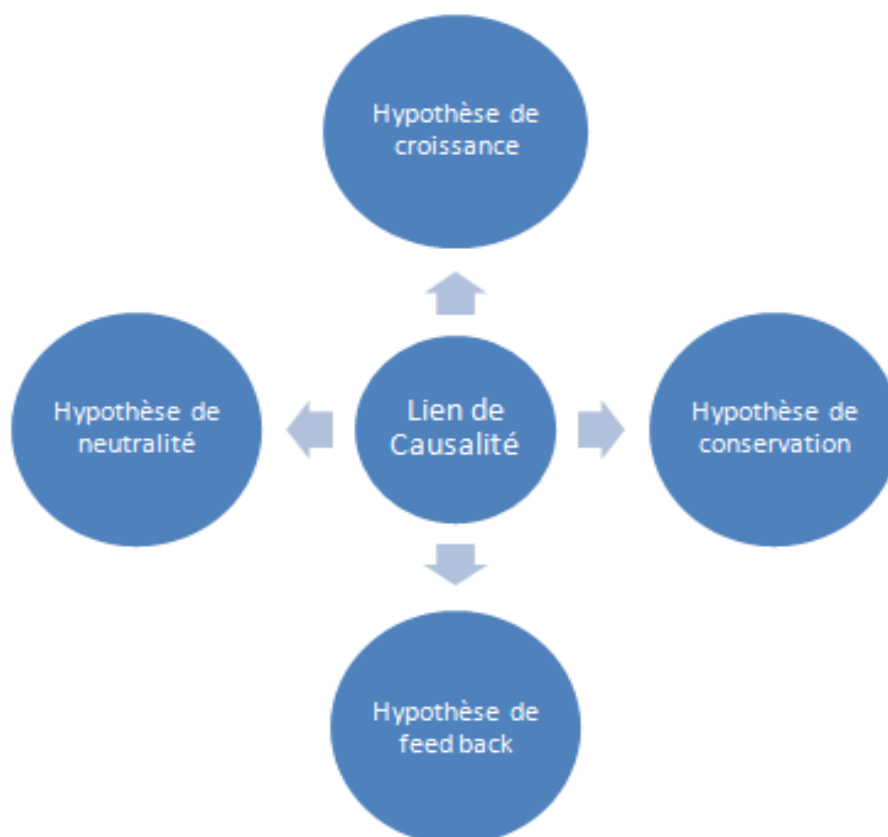 Hypothèse de
croissance
Hypothèse de
neutralité
Lien de
Causalité
Hypothèse de
conservation
Hypothèse de
feed back